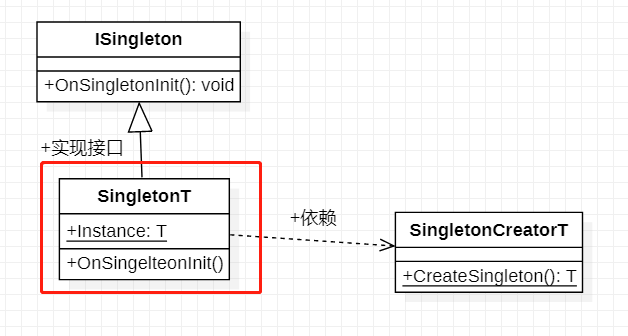 ISingleton
+OnSingletonInit(): void
+实现接口
SingletonT
+Instance: T
+OnSingelteonInit()
+依赖
SingletonCreatorT
+CreateSingleton(): T